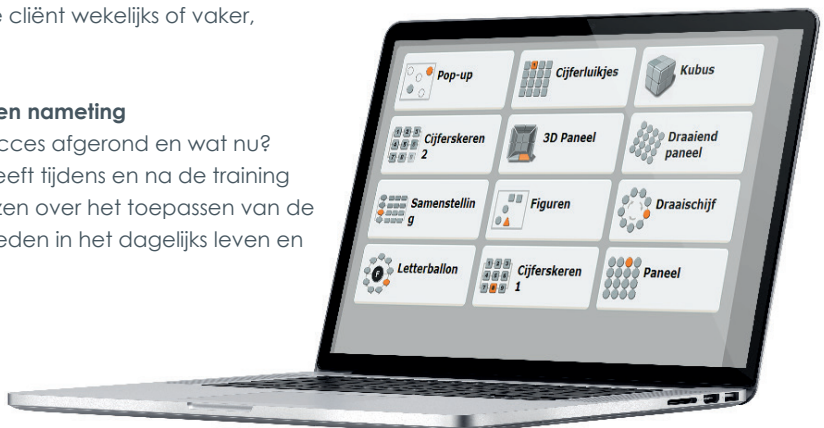 cliënt wekelijks of vaker,
en nameting
cces afgerond en wat nu?
eeft tijdens en na de training
zen over het toepassen van de
eden in het dagelijks leven en
Pop-up
Cijferluikjes
Kubus
Cijferskeren
2
3D Paneel
Draaiend
paneel
Samenstellin
g
Figuren
Draaischijf
Letterballon
Cijferskeren
1
Paneel